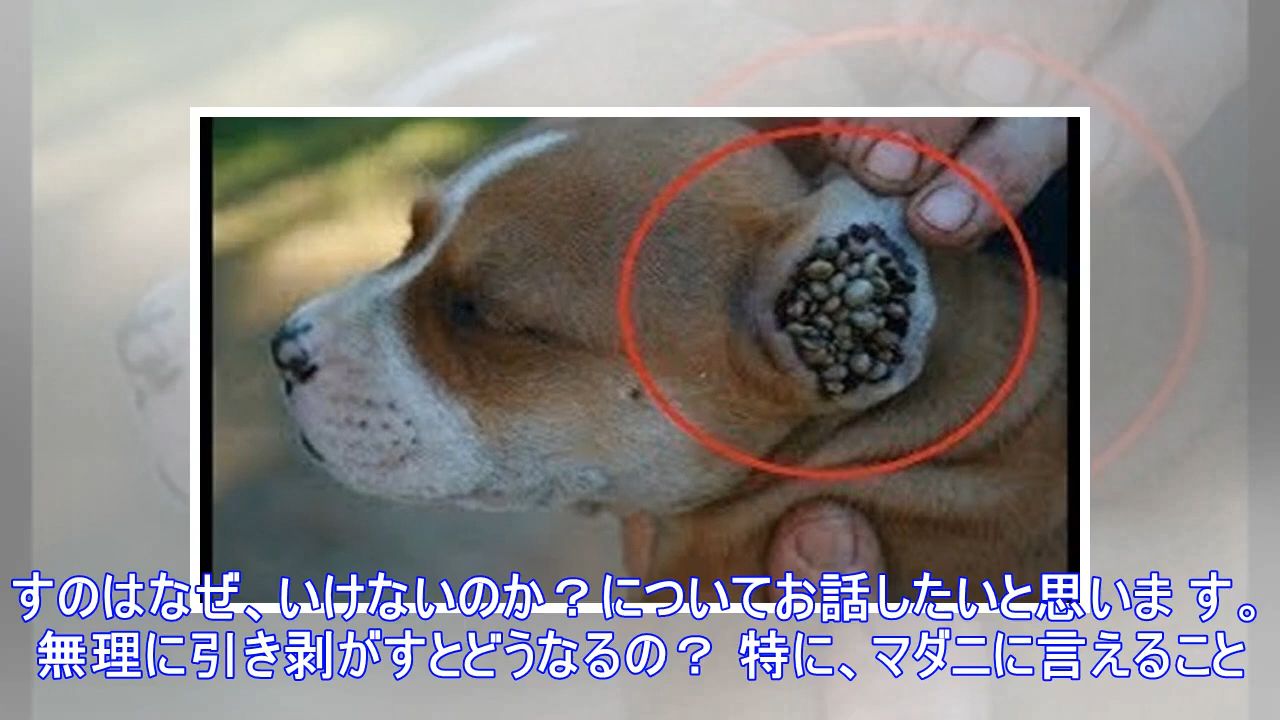 すのはなぜ、いけないのか？についてお話したいと思いま す。
無理に引き剥がすとどうなるの？ 特に、マダニに言えること